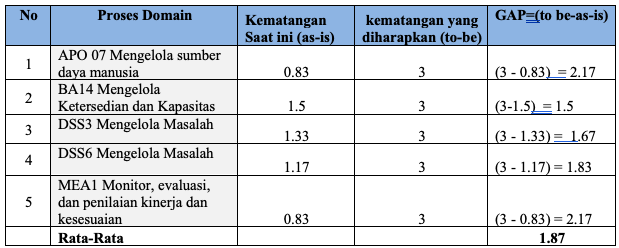 No Proses Domain Kematangan Saat ini (as-is) kematangan yang diharapkan (to-be) GAP=(to be-as-is)
1 APO 07 Mengelola sumber daya manusia 0.83 3 (3 - 0.83) = 2.17
2 BA14 Mengelola Ketersedian dan Kapasitas 1.5 3 (3-1.5) = 1.5
3 DSS3 Mengelola Masalah 1.33 3 (3 - 1.33) = 1.67
4 DSS6 Mengelola Masalah 1.17 3 (3 - 1.17) = 1.83
5 MEA1 Monitor, evaluasi, dan penilaian kinerja dan kesesuaian 0.83 3 (3 - 0.83) = 2.17
Rata-Rata 1.87